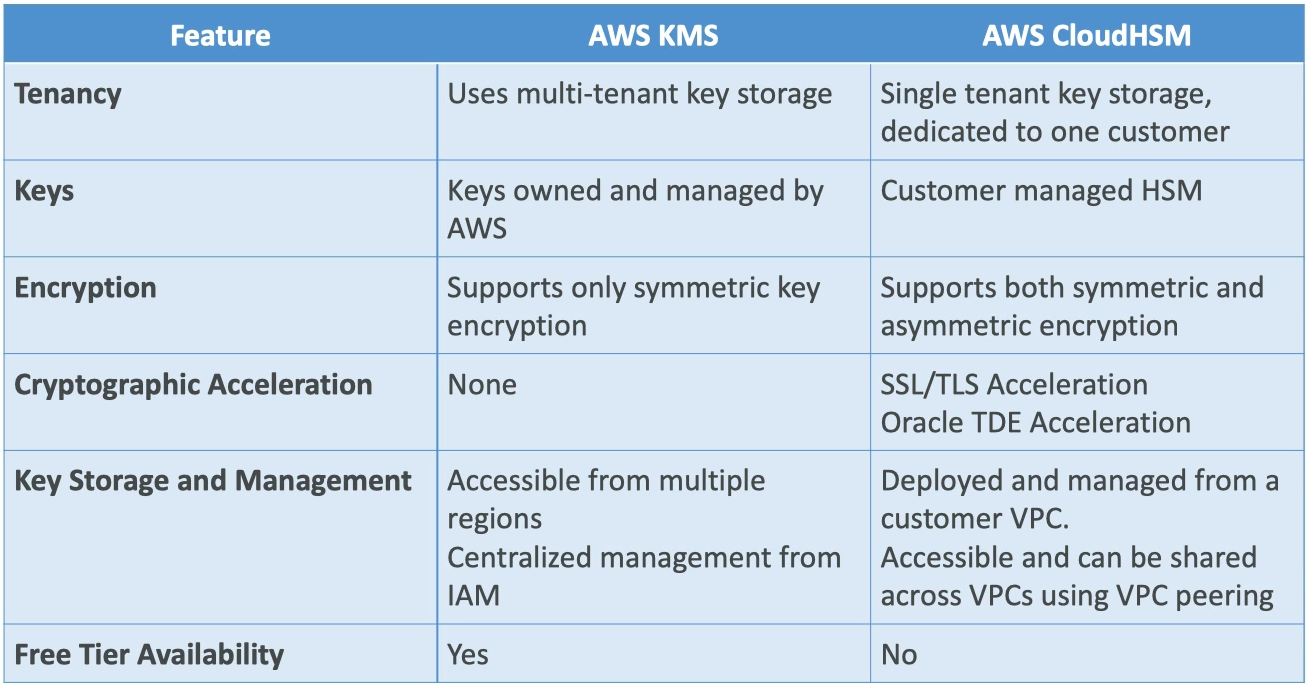 Feature
AWS KMS
AWS CloudHSM
Tenancy
Uses multi-tenant key storage
Single tenant key storage,
dedicated to one customer
Keys
Keys owned and managed by
AWS
Customer managed HSM
Encryption
Supports only symmetric key
encryption
Supports both symmetric and
asymmetric encryption
Cryptographic Acceleration
None
SSL/TLS Acceleration
Oracle TDE Acceleration
Key Storage and Management
Accessible from multiple
regions
Centralized management from
IAM
Deployed and managed from a
customer VPC.
Accessible and can be shared
across VPCs using VPC peering
Free Tier Availability
Yes
No